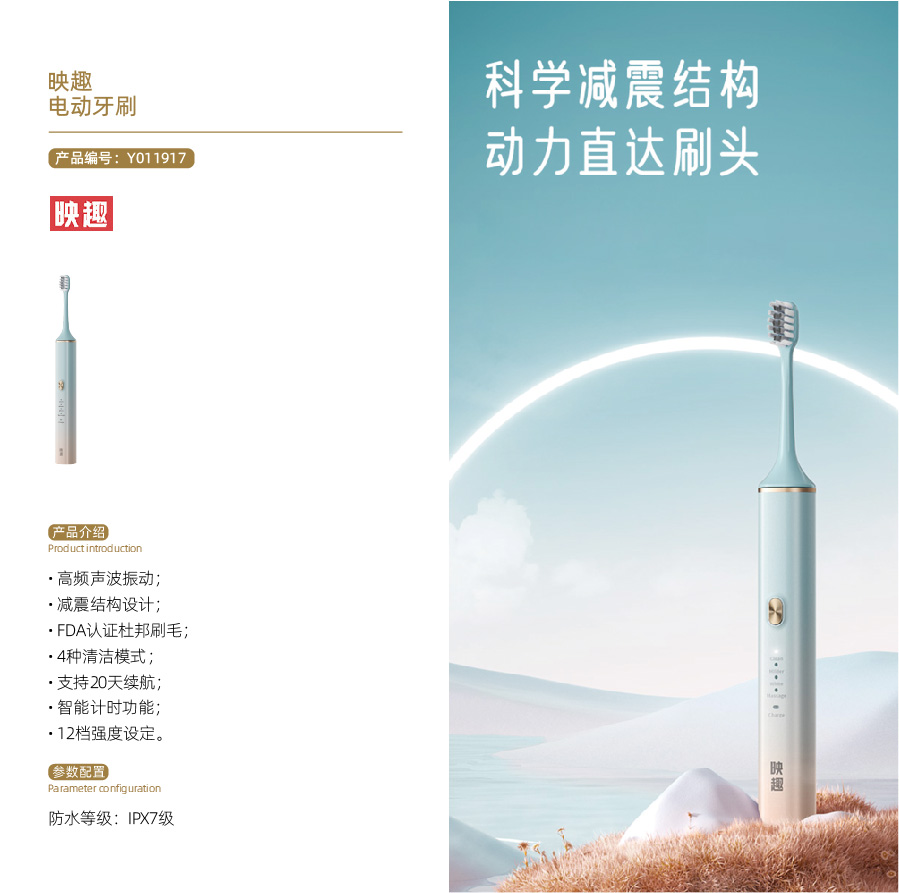 映趣
电动牙刷
产品编号：Y011917
映趣
产品介绍
Product introduction
• 高频声波振动；
• 减震结构设计；
• FDA认证杜邦刷毛；
• 4种清洁模式；
• 支持20天续航；
• 智能计时功能；
• 12档强度设定。
参数配置
Parameter configuration
防水等级：IPX7级
科学减震结构
动力直达刷头
映趣